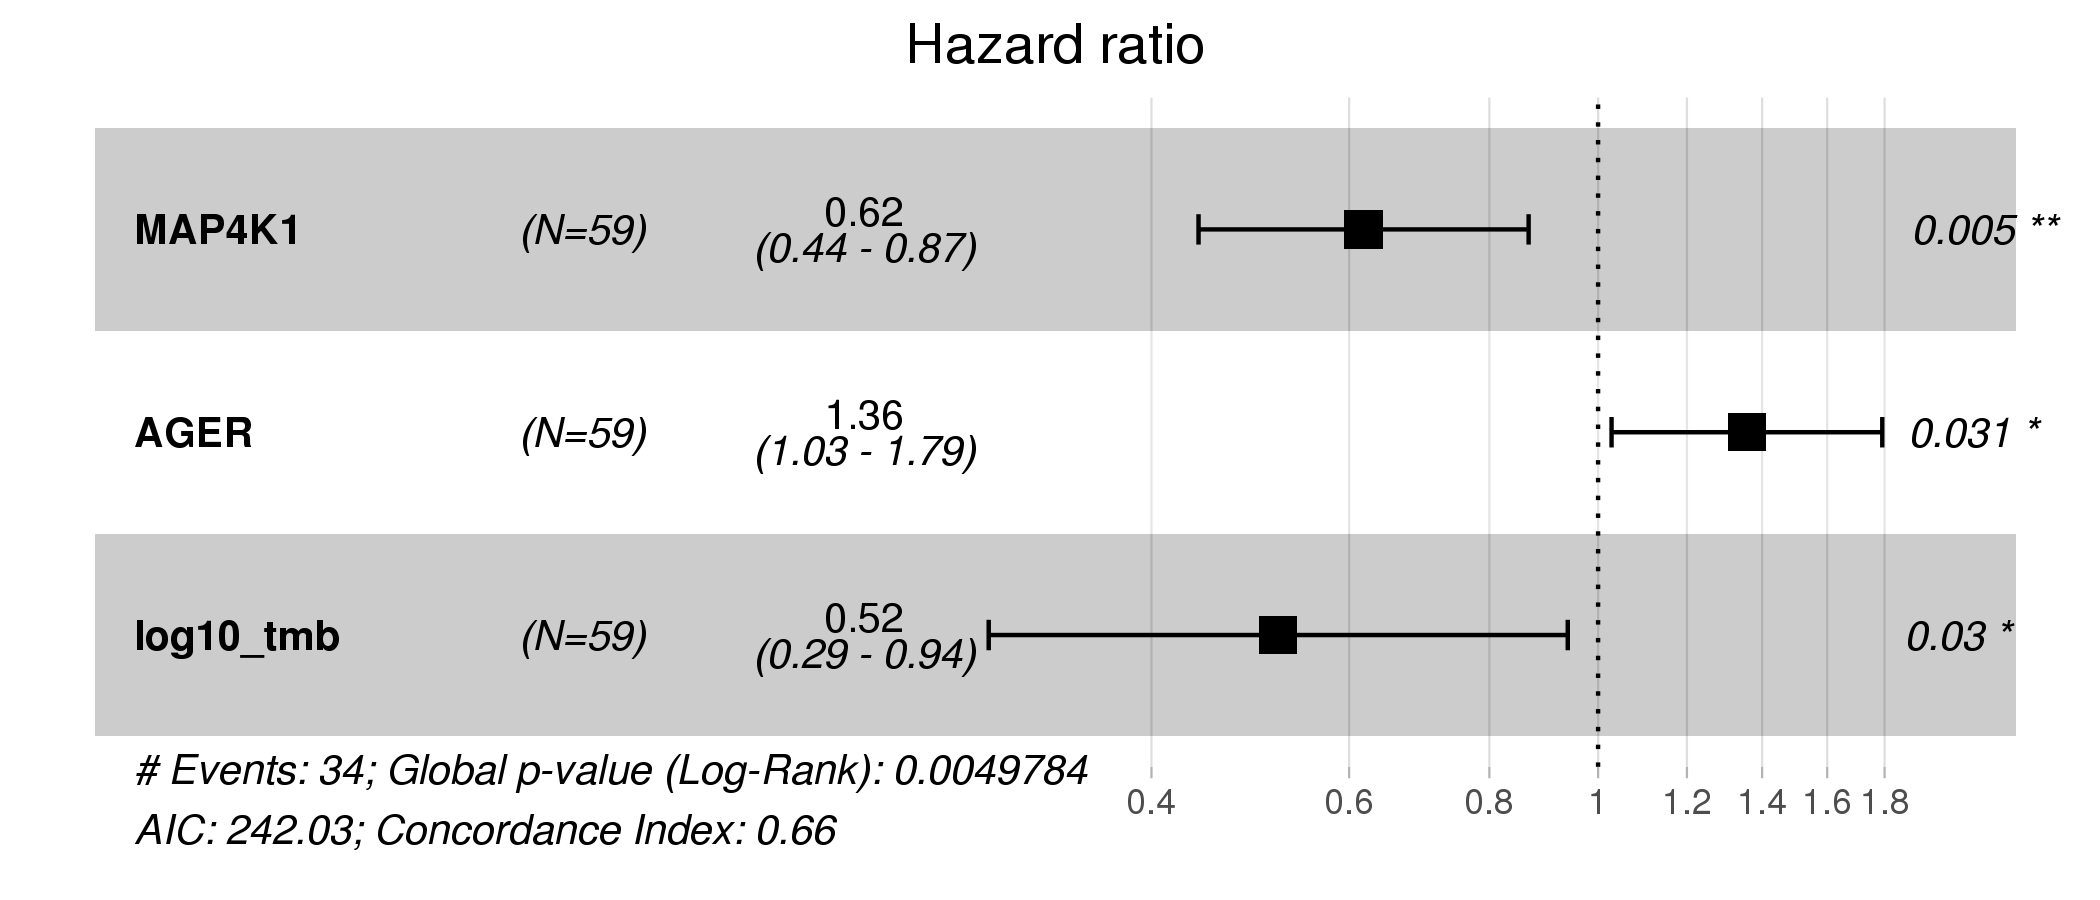 Hazard ratio
MAP4K1 (N=59) 0.62 (0.44 - 0.87) 0.005 **
AGER (N=59) 1.36 (1.03 - 1.79) 0.031 *
log10_tmb (N=59) 0.52 (0.29 - 0.94) 0.03 *
# Events: 34; Global p-value (Log-Rank): 0.0049784
AIC: 242.03; Concordance Index: 0.66
0.4 0.6 0.8 1 1.2 1.4 1.6 1.8